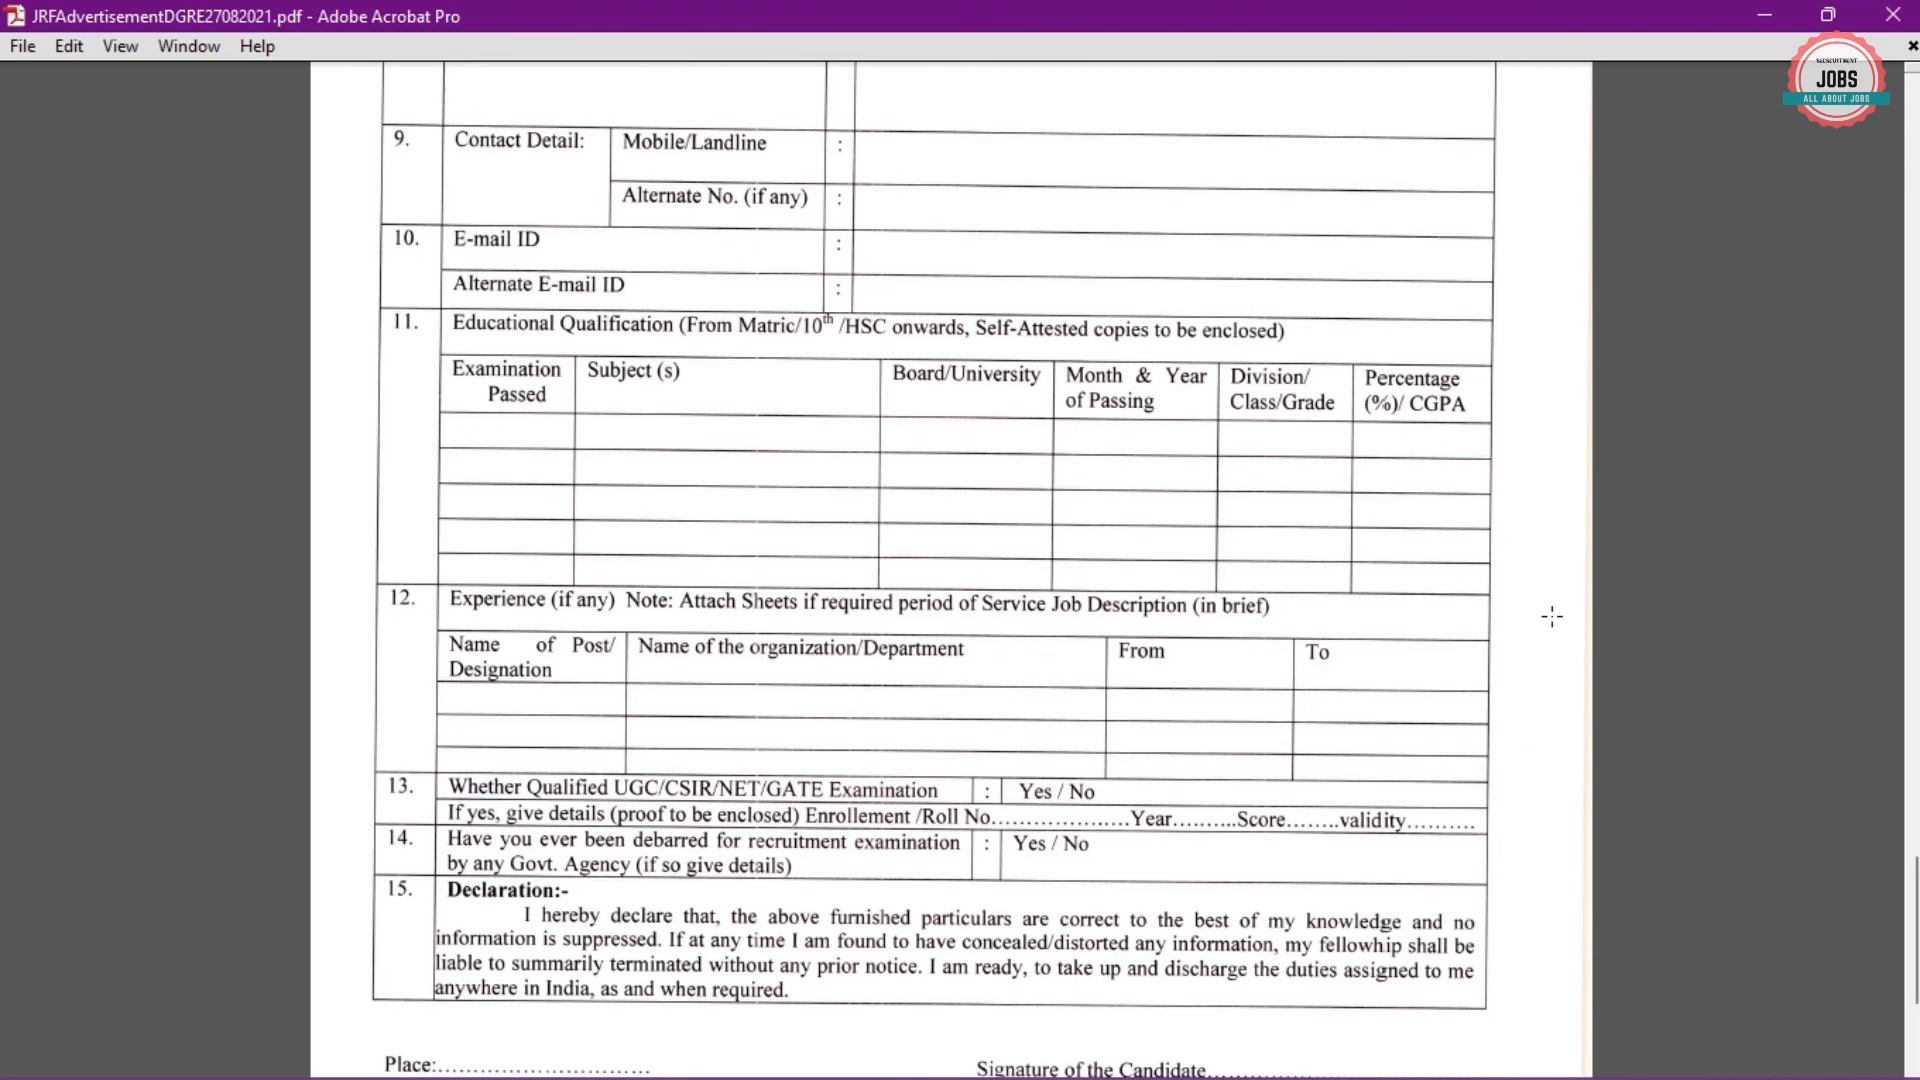 JRFAdvertisementDGRE27082021.pdf - Adobe Acrobat Pro
File Edit View Window Help
RECRUITMENT
JOBS
ALL ABOUT JOBS
9. Contact Detail: Mobile/Landline :
Alternate No. (if any) :
10. E-mail ID :
Alternate E-mail ID :
11. Educational Qualification (From Matric/10th /HSC onwards, Self-Attested copies to be enclosed)
Examination Passed Subject (s) Board/University Month & Year of Passing Division/ Class/Grade Percentage (%)/ CGPA
12. Experience (if any) Note: Attach Sheets if required period of Service Job Description (in brief)
Name of Post/ Designation Name of the organization/Department From To
13. Whether Qualified UGC/CSIR/NET/GATE Examination : Yes / No
If yes, give details (proof to be enclosed) Enrollement /Roll No...................Year..........Score........validity..........
14. Have you ever been debarred for recruitment examination : Yes / No
by any Govt. Agency (if so give details)
15. Declaration:-
I hereby declare that, the above furnished particulars are correct to the best of my knowledge and no
information is suppressed. If at any time I am found to have concealed/distorted any information, my fellowhip shall be
liable to summarily terminated without any prior notice. I am ready, to take up and discharge the duties assigned to me
anywhere in India, as and when required.
Place:............................. Signature of the Candidate....................